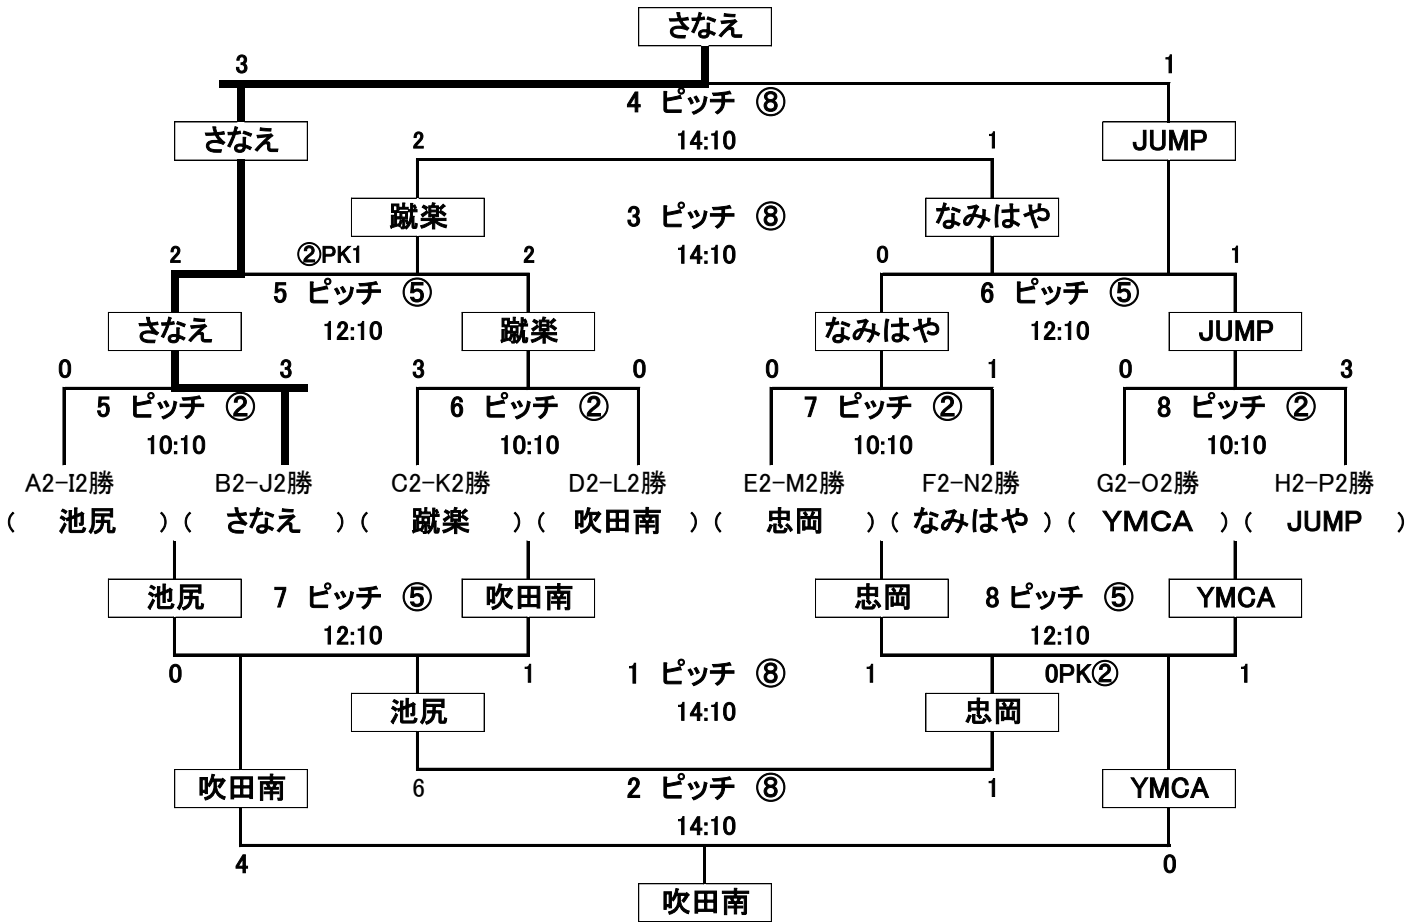 さなえ
3 1
4 ピッチ ⑧
さなえ 2 14:10 1 JUMP
蹴楽 3 ピッチ ⑧ なみはや
2 ②PK1 2 14:10 0 1
5 ピッチ ⑤ 6 ピッチ ⑤
さなえ 12:10 蹴楽 なみはや 12:10 JUMP
0 3 3 0 0 1 0 3
5 ピッチ ② 6 ピッチ ② 7 ピッチ ② 8 ピッチ ②
10:10 10:10 10:10 10:10
A2-I2勝 B2-J2勝 C2-K2勝 D2-L2勝 E2-M2勝 F2-N2勝 G2-O2勝 H2-P2勝
( 池尻 ) ( さなえ ) ( 蹴楽 ) ( 吹田南 ) ( 忠岡 ) ( なみはや ) ( YMCA ) ( JUMP )
池尻 7 ピッチ ⑤ 吹田南 忠岡 8 ピッチ ⑤ YMCA
12:10 12:10
0 1 1 ピッチ ⑧ 1 0PK② 1
池尻 14:10 忠岡
吹田南 6 2 ピッチ ⑧ 1 YMCA
14:10
4 0
吹田南